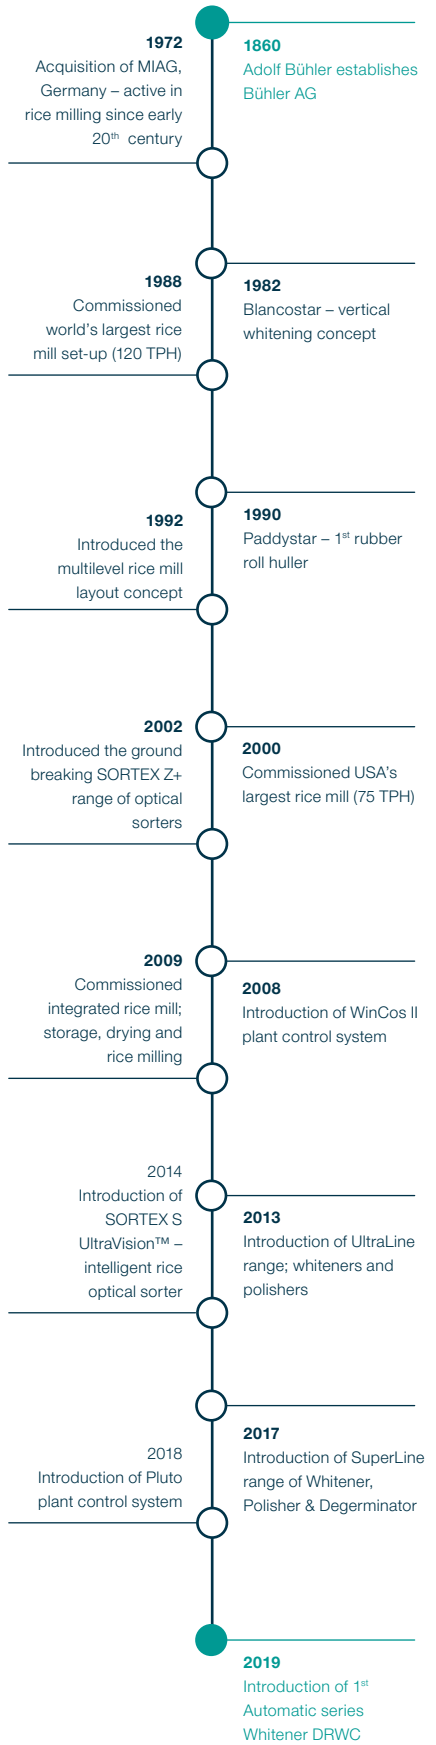 1860
Adolf Bühler establishes
Bühler AG
1972
Acquisition of MIAG,
Germany – active in
rice milling since early
20th century
1982
Blancostar – vertical
whitening concept
1988
Commissioned
world's largest rice
mill set-up (120 TPH)
1990
Paddystar – 1st rubber
roll huller
1992
Introduced the
multilevel rice mill
layout concept
2000
Commissioned USA's
largest rice mill (75 TPH)
2002
Introduced the ground
breaking SORTEX Z+
range of optical
sorters
2008
Introduction of WinCos II
plant control system
2009
Commissioned
integrated rice mill;
storage, drying and
rice milling
2013
Introduction of UltraLine
range; whiteners and
polishers
2014
Introduction of
SORTEX S
UltraVision™ –
intelligent rice
optical sorter
2017
Introduction of SuperLine
range of Whitener,
Polisher & Degerminator
2018
Introduction of Pluto
plant control system
2019
Introduction of 1st
Automatic series
Whitener DRWC